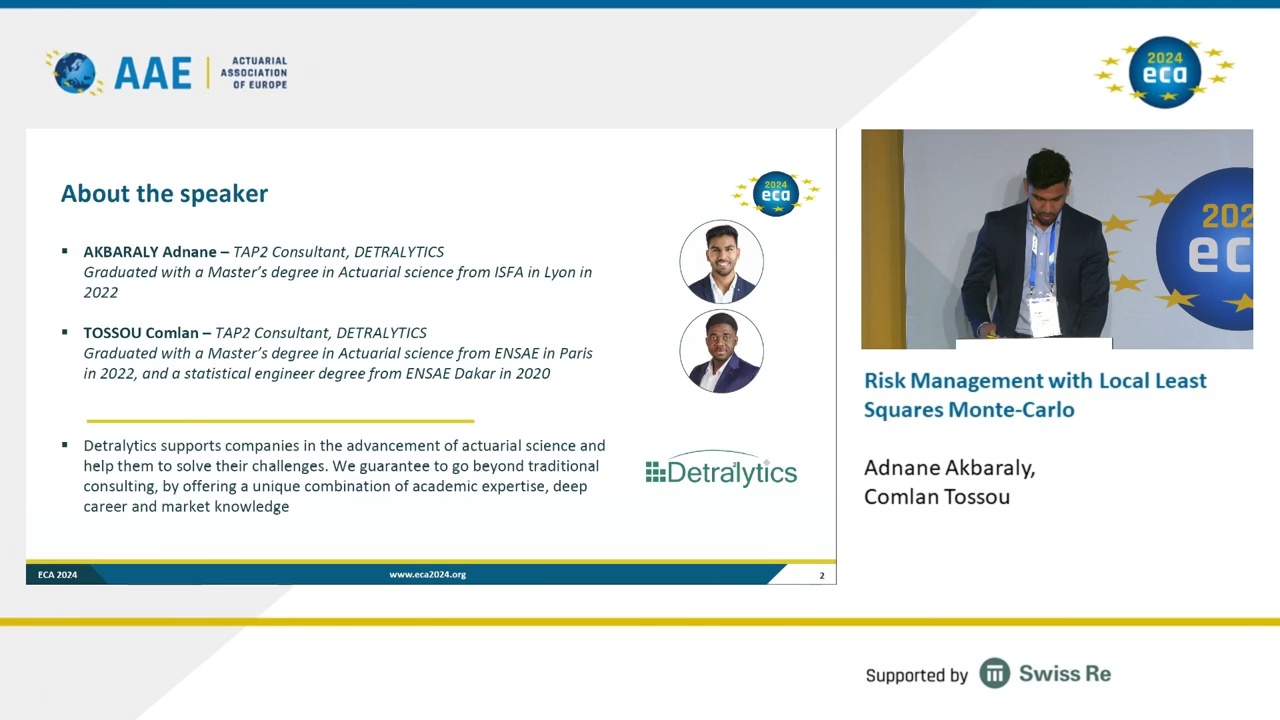 AAE
ACTUARIAL
ASSOCIATION
OF EUROPE
2024
eca
About the speaker
2024
eca
▪ AKBARALY Adnane – TAP2 Consultant, DETRALYTICS
Graduated with a Master’s degree in Actuarial science from ISFA in Lyon in
2022
▪ TOSSOU Comlan – TAP2 Consultant, DETRALYTICS
Graduated with a Master’s degree in Actuarial science from ENSAE in Paris
in 2022, and a statistical engineer degree from ENSAE Dakar in 2020
▪ Detralytics supports companies in the advancement of actuarial science and
help them to solve their challenges. We guarantee to go beyond traditional
consulting, by offering a unique combination of academic expertise, deep
career and market knowledge
Detralytics
ECA 2024
www.eca2024.org
2
202
ec
Risk Management with Local Least
Squares Monte-Carlo
Adnane Akbaraly,
Comlan Tossou
Supported by
Swiss Re